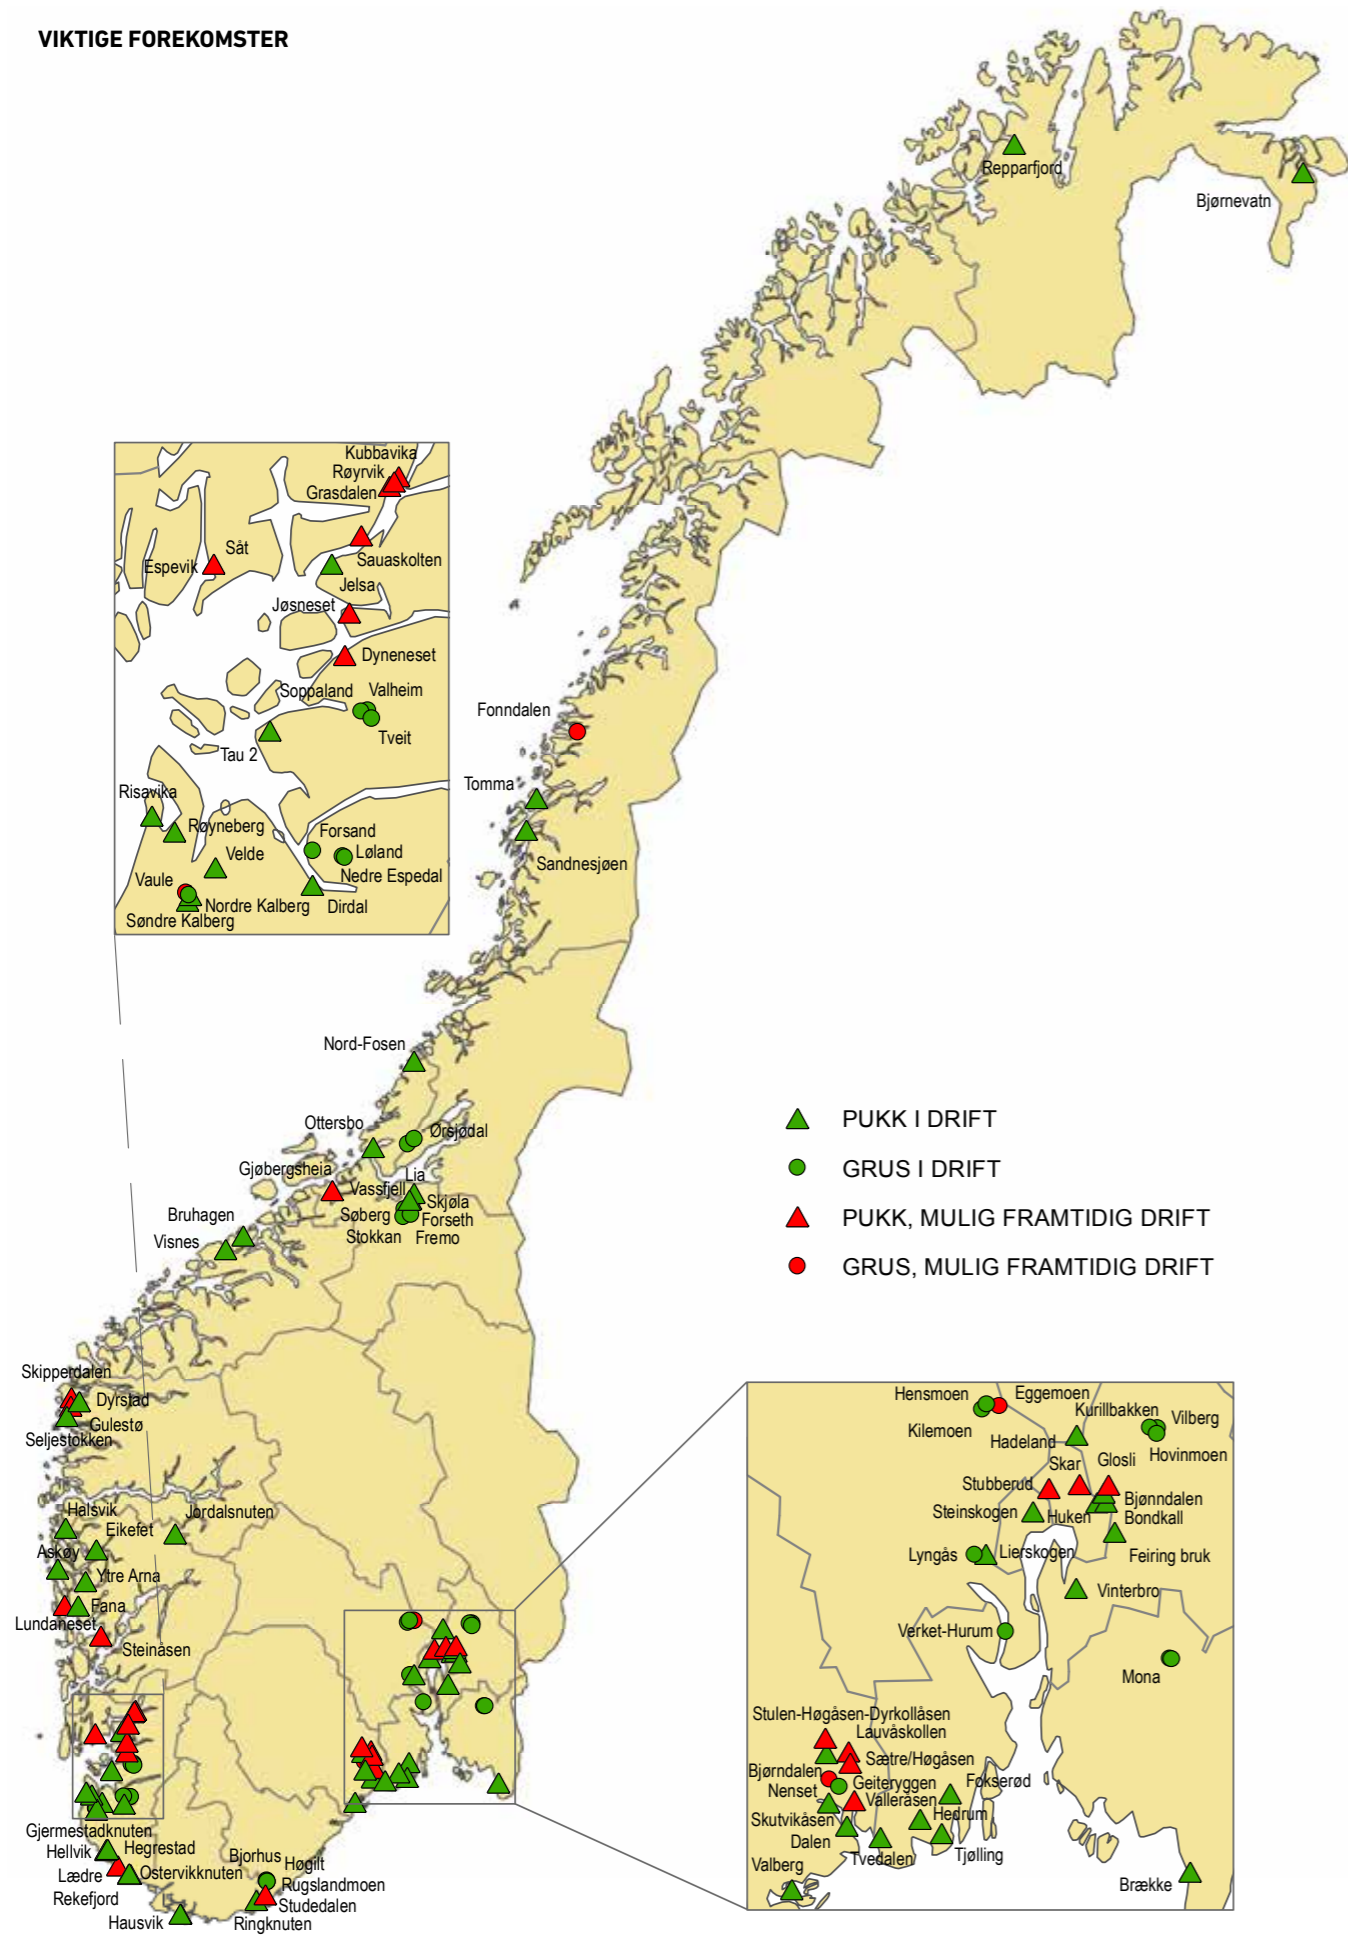 VIKTIGE FOREKOMSTER
Repparfjord
Bjørnevatn
Kubbavika
Røyrvik
Grasdalen
Såt
Espevik
Sauaskolten
Jelsa
Jøsneset
Dyneneset
Soppaland
Valheim
Tveit
Tau 2
Risavika
Røyneberg
Forsand
Velde
Løland
Nedre Espedal
Vaule
Nordre Kalberg
Dirdal
Søndre Kalberg
Fonndalen
Tomma
Sandnesjøen
Nord-Fosen
Ottersbo
Ørsjødal
Gjøbergsheia
Lia
Vassfjell
Skjøla
Søberg
Forseth
Stokkan
Fremo
Bruhagen
Visnes
PUKK I DRIFT
GRUS I DRIFT
PUKK, MULIG FRAMTIDIG DRIFT
GRUS, MULIG FRAMTIDIG DRIFT
Skipperdalen
Dyrstad
Gulestø
Seljestokken
Halsvik
Jordalsnuten
Eikefet
Askøy
Ytre Arna
Fana
Lundaneset
Steinåsen
Gjermestadknuten
Hellvik
Hegrestad
Lædre
Ostervikknuten
Rekefjord
Hausvik
Bjorhus
Høgilt
Rugslandmoen
Studedalen
Ringknuten
Hensmoen
Eggemoen
Kilemoen
Kurillbakken
Vilberg
Hadeland
Hovinmoen
Skar
Glosli
Stubberud
Bjønndalen
Steinskogen
Huken
Bondkall
Lyngås
Lierskogen
Feiring bruk
Vinterbro
Verket-Hurum
Mona
Stulen-Høgåsen-Dyrkollåsen
Lauvåskollen
Sætre/Høgåsen
Bjørndalen
Geiteryggen
Fokserød
Nenset
Valleråsen
Skutvikåsen
Hedrum
Dalen
Tvedalen
Tjølling
Valberg
Brække